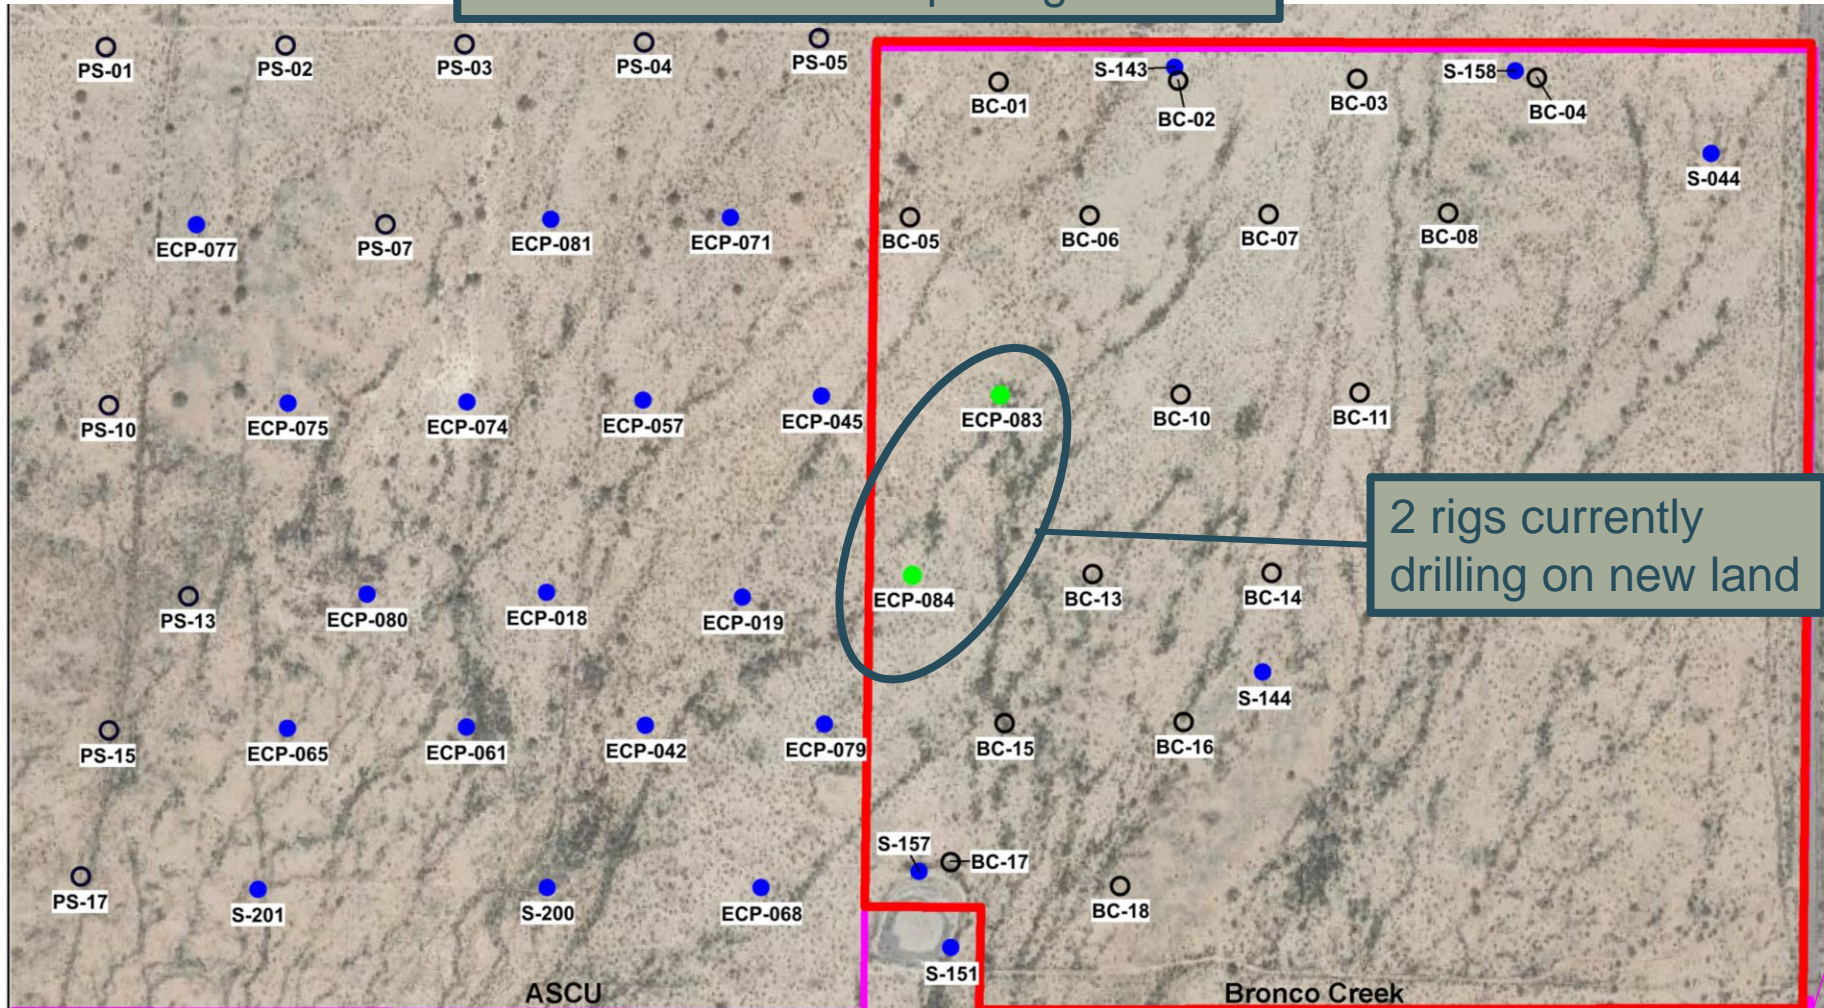 PS-01
PS-02
PS-03
PS-04
PS-05
S-143
S-158
BC-01
BC-02
BC-03
BC-04
S-044
ECP-077
PS-07
ECP-081
ECP-071
BC-05
BC-06
BC-07
BC-08
PS-10
ECP-075
ECP-074
ECP-057
ECP-045
ECP-083
BC-10
BC-11
2 rigs currently
drilling on new land
PS-13
ECP-080
ECP-018
ECP-019
ECP-084
BC-13
BC-14
S-144
PS-15
ECP-065
ECP-061
ECP-042
ECP-079
BC-15
BC-16
S-157
BC-17
PS-17
S-201
S-200
ECP-068
BC-18
S-151
ASCU
Bronco Creek